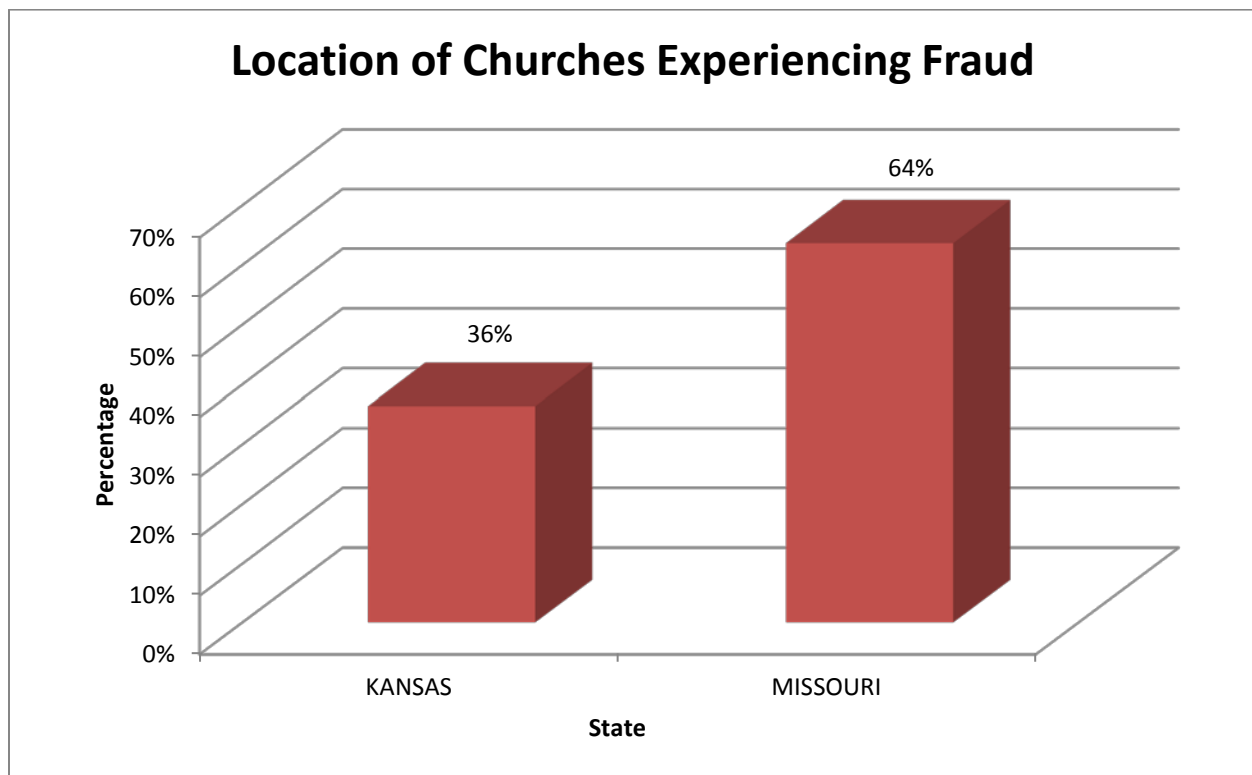 Location of Churches Experiencing Fraud
64%
36%
70%
60%
50%
40%
30%
20%
10%
0%
Percentage
KANSAS
MISSOURI
State